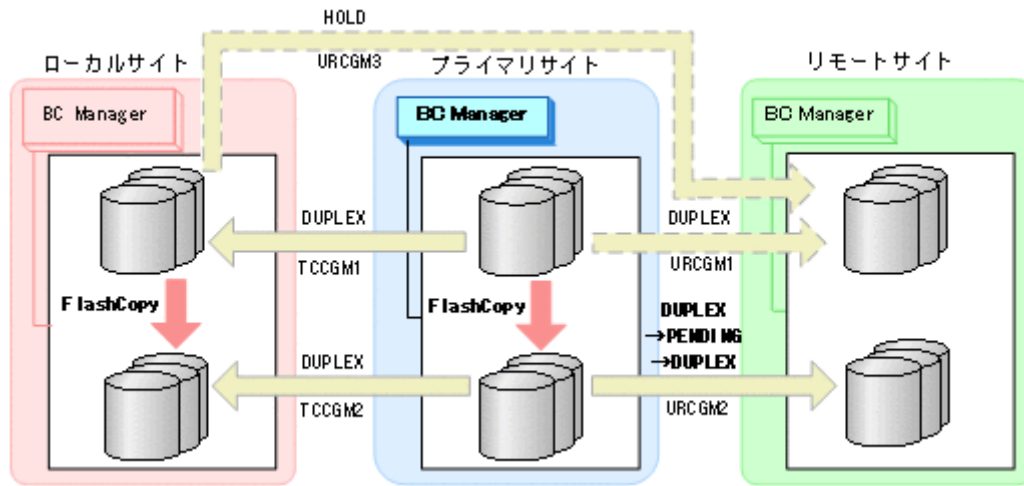 HOLD
URCGM3
ローカルサイト
プライマリサイト
リモートサイト
BC Manager
BC Manager
BC Manager
DUPLEX
DUPLEX
TCCGM1
URCGM1
FlashCopy
FlashCopy
DUPLEX
→PENDING
→DUPLEX
DUPLEX
TCCGM2
URCGM2